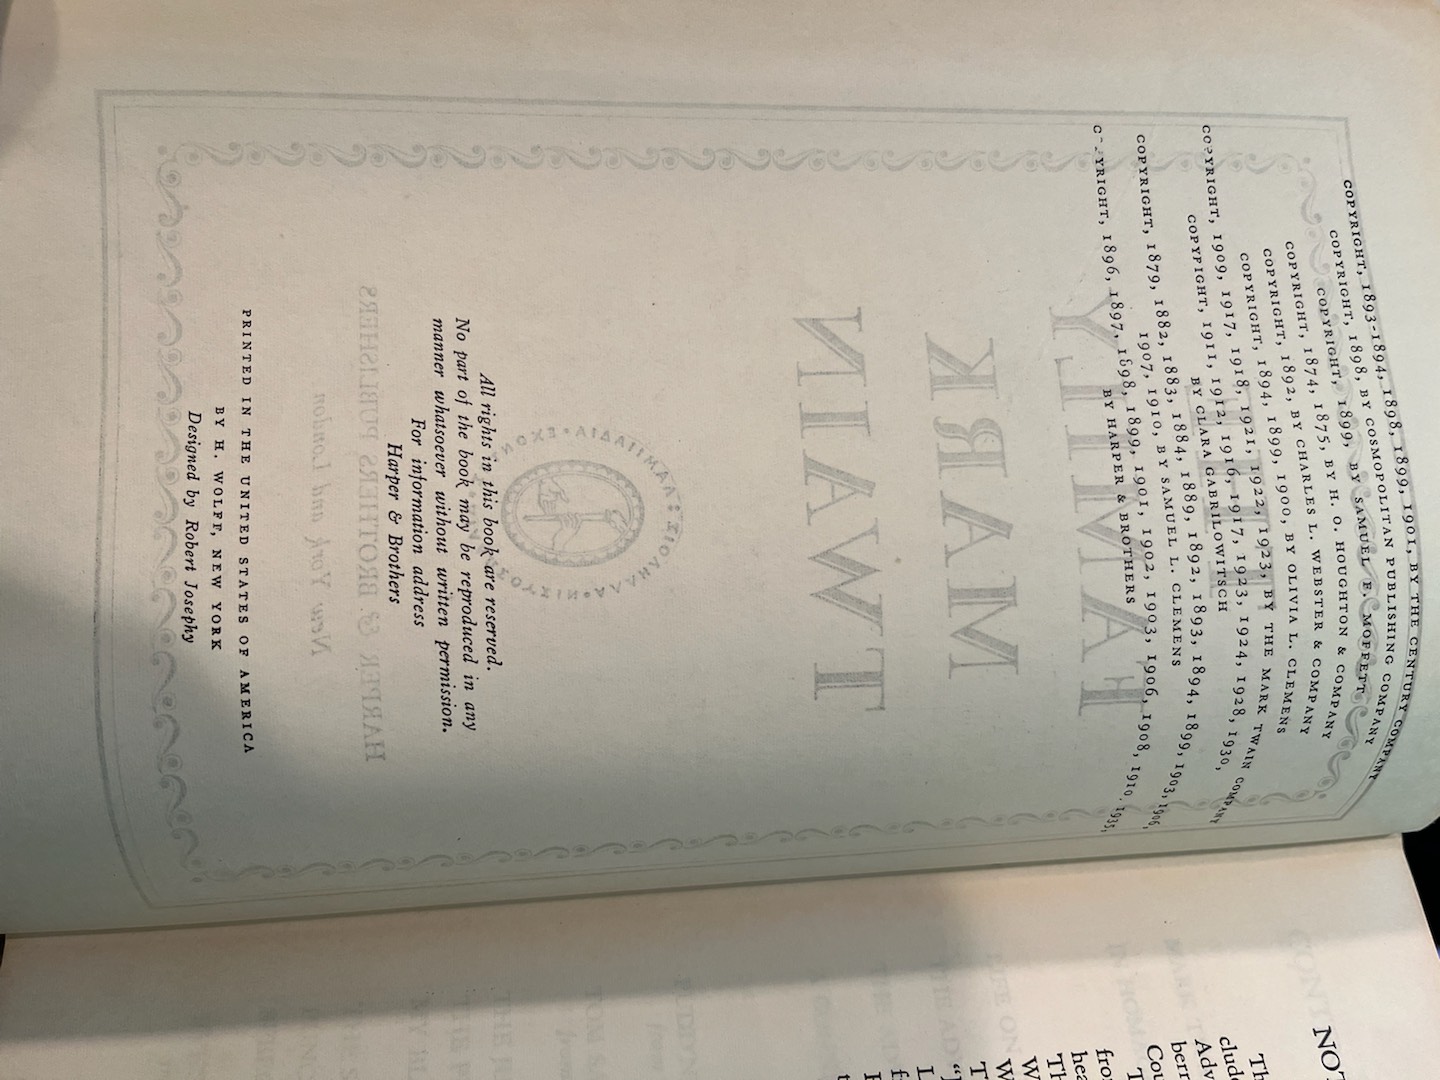 COPYRIGHT, 1893-1894, 1898, 1899, 1901, BY THE CENTURY COMPANY
COPYRIGHT, 1898, BY COSMOPOLITAN PUBLISHING COMPANY
COPYRIGHT, 1899, BY SAMUEL E. MOFFETT
COPYRIGHT, 1874, 1875, BY H. O. HOUGHTON & COMPANY
COPYRIGHT, 1892, BY CHARLES L. WEBSTER & COMPANY
COPYRIGHT, 1894, 1899, 1900, BY OLIVIA L. CLEMENS
COPYRIGHT, 1917, 1918, 1921, 1922, 1923, BY THE MARK TWAIN COMPANY
COPYRIGHT, 1909, 1911, 1912, 1916, 1917, 1923, 1924, 1928, 1930,
BY CLARA GABRILOWITSCH
COPYRIGHT, 1879, 1882, 1883, 1884, 1889, 1892, 1893, 1894, 1899, 1903, 1906,
1907, 1910, BY SAMUEL L. CLEMENS
COPYRIGHT, 1896, 1897, 1898, 1899, 1901, 1902, 1903, 1906, 1908, 1910, 1935,
BY HARPER & BROTHERS
All rights in this book are reserved.
No part of the book may be reproduced in any
manner whatsoever without written permission.
For information address
Harper & Brothers
PRINTED IN THE UNITED STATES OF AMERICA
BY H. WOLFF, NEW YORK
Designed by Robert Josephy